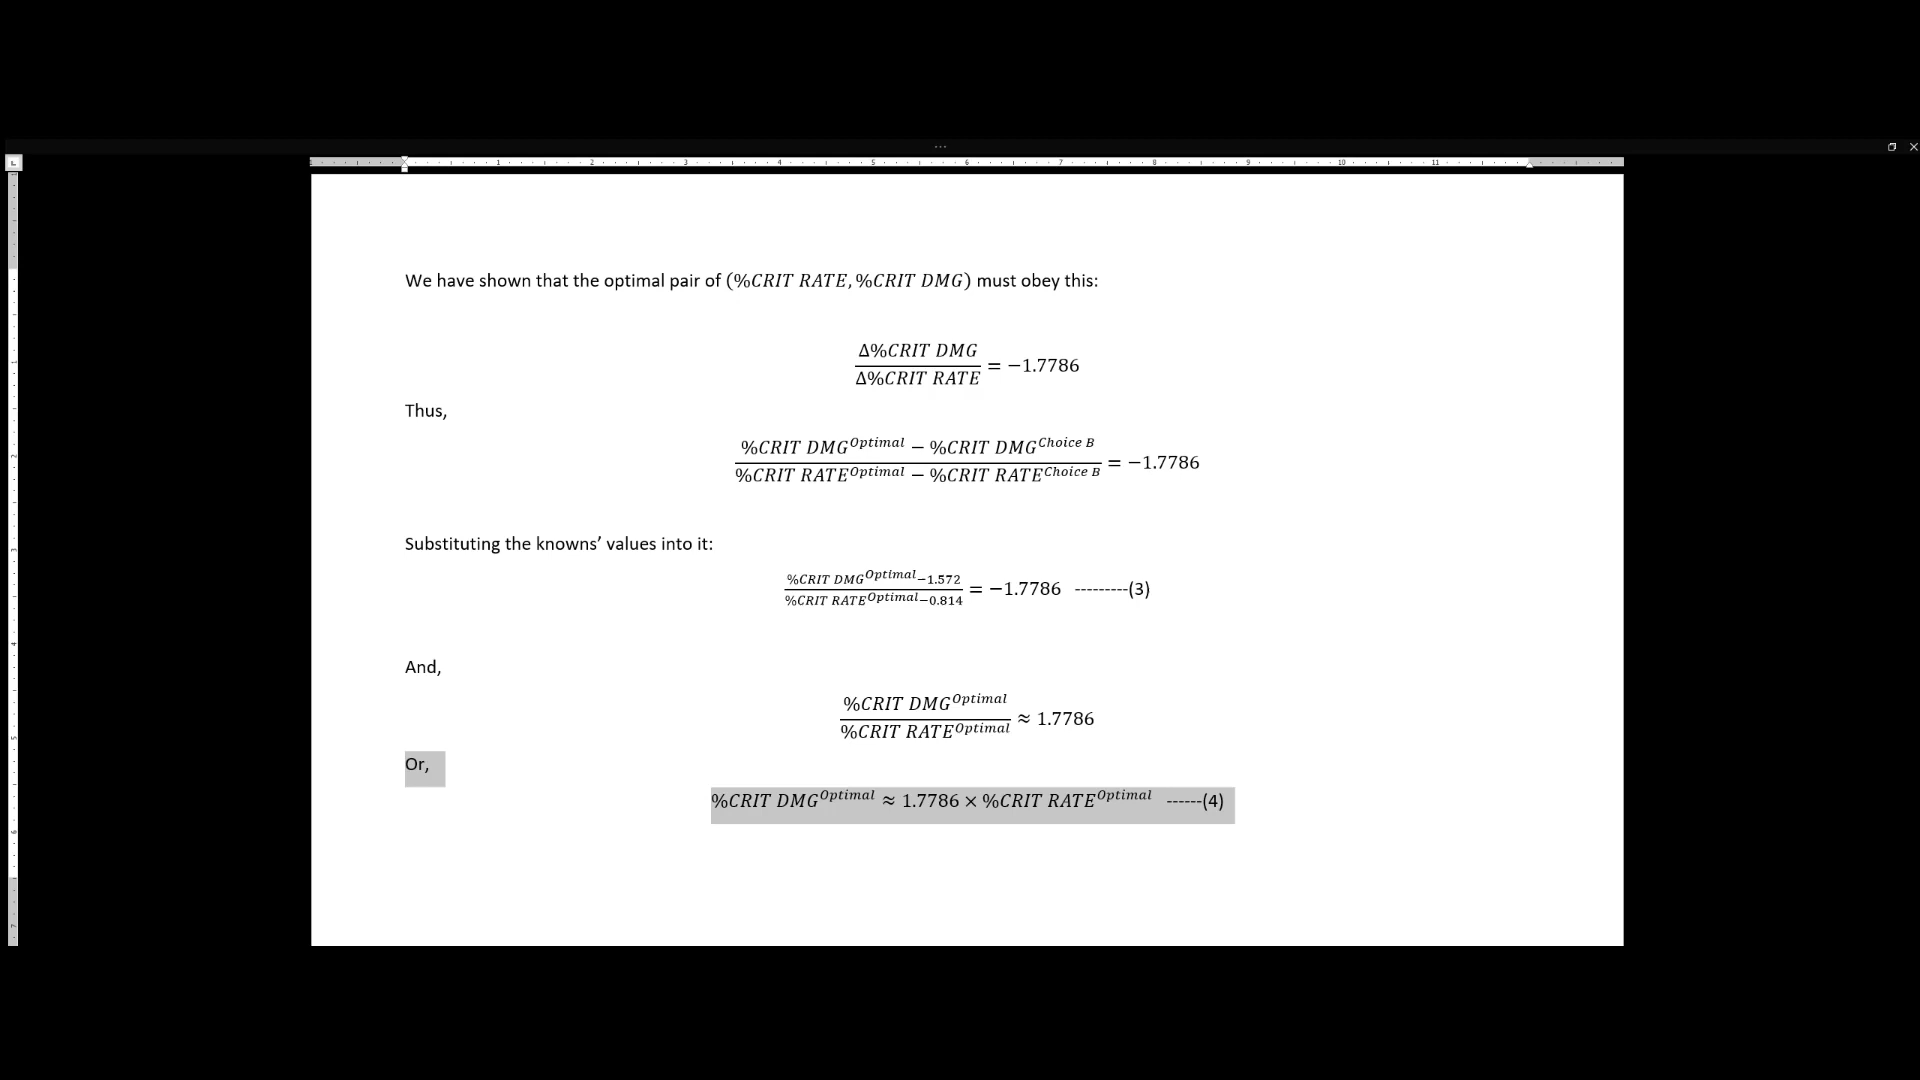 We have shown that the optimal pair of (%CRIT RATE, %CRIT DMG) must obey this:
Δ%CRIT DMG
Δ%CRIT RATE
= −1.7786
Thus,
%CRIT DMG^Optimal − %CRIT DMG^Choice B
%CRIT RATE^Optimal − %CRIT RATE^Choice B
= −1.7786
Substituting the knowns’ values into it:
%CRIT DMG^Optimal−1.572
%CRIT RATE^Optimal−0.814
= −1.7786 ---------(3)
And,
%CRIT DMG^Optimal
%CRIT RATE^Optimal
≈ 1.7786
Or,
%CRIT DMG^Optimal ≈ 1.7786 × %CRIT RATE^Optimal ------(4)